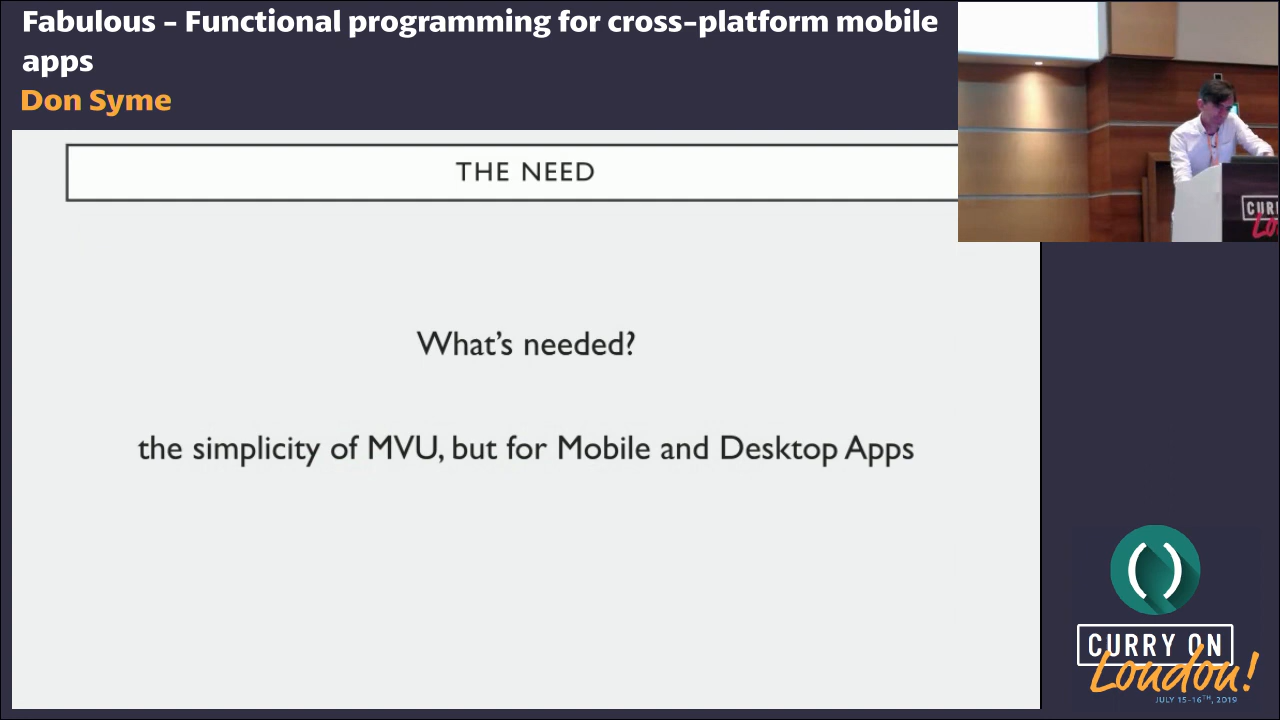 Fabulous – Functional programming for cross-platform mobile
apps
Don Syme
THE NEED
What's needed?
the simplicity of MVU, but for Mobile and Desktop Apps
CURRY ON
London!
JULY 15-16TH, 2019